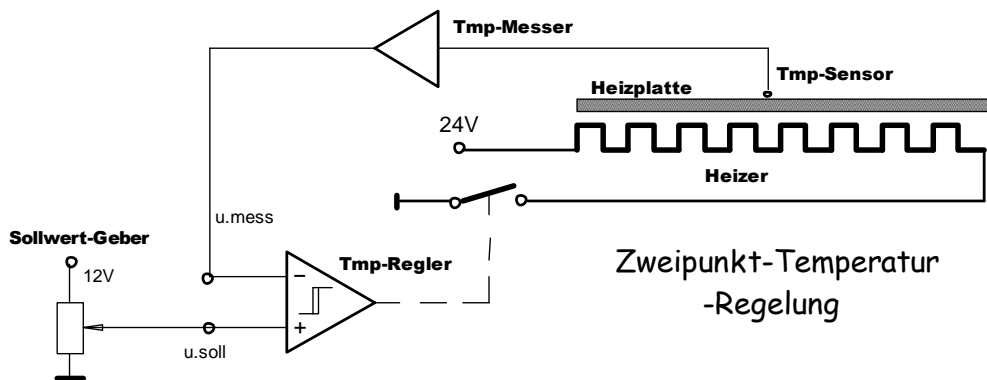 Tmp-Messer
Tmp-Sensor
Heizplatte
24V
Heizer
u.mess
Sollwert-Geber
12V
Tmp-Regler
−
+
u.soll
Zweipunkt-Temperatur
-Regelung